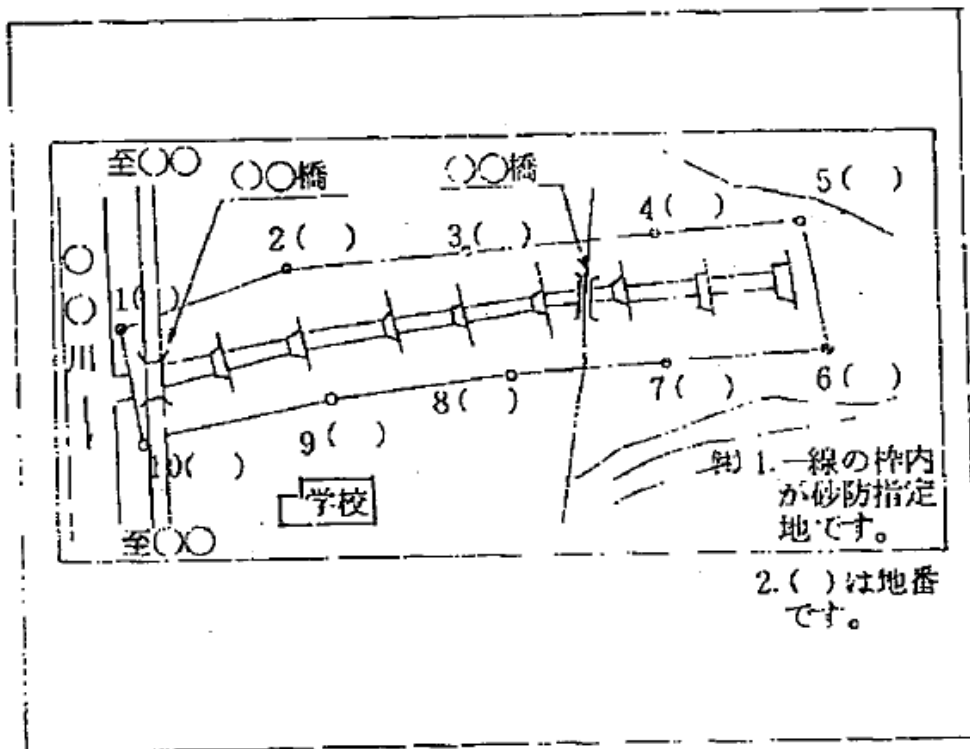 至○○
○○橋
○○橋
5( )
4( )
3( )
2( )
○○川
1( )
6( )
7( )
8( )
9( )
10( )
学校
至○○
註) 1.一線の枠内
が砂防指定
地です。
2.( )は地番
です。